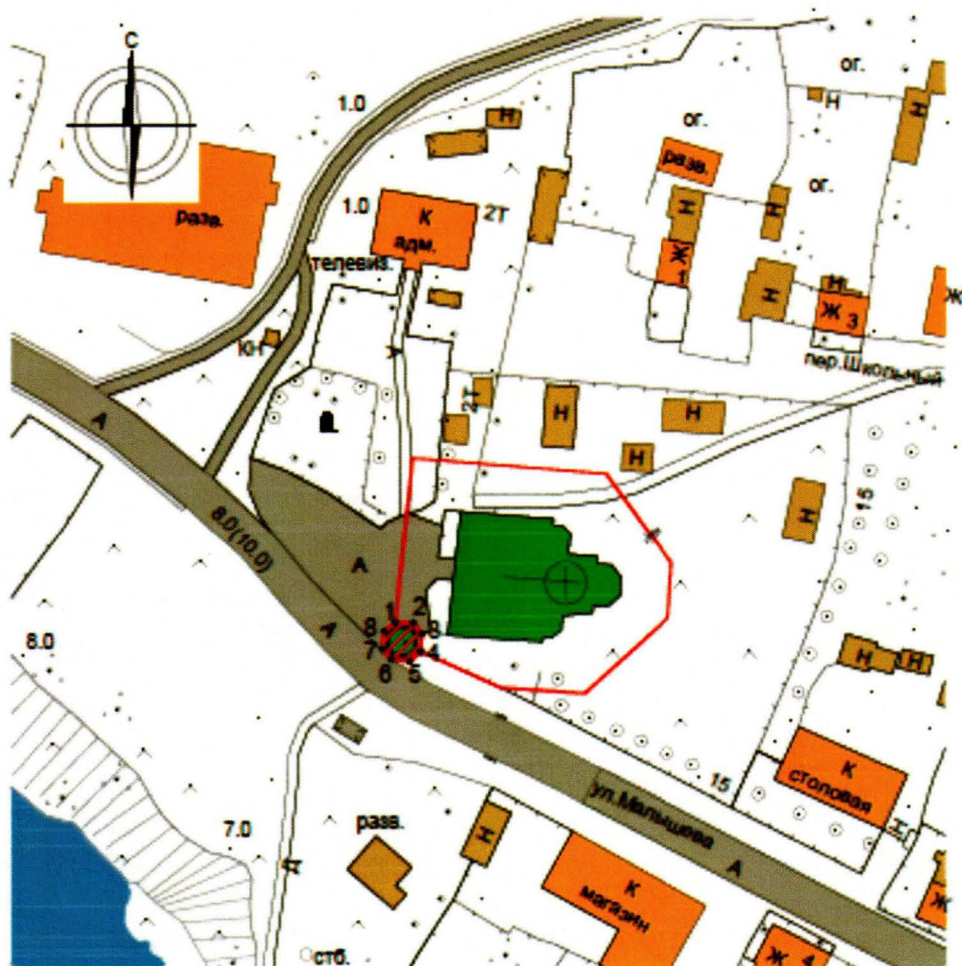 С
1.0
ог.
Н
Н
Н
ог.
разв.
ог.
1.0
К
адм.
2Т
разв.
Н
Н
телевиз.
Ж
1
Н
Н
Ж 3
Ж
КН
А
пер.Школьный
2Т
Н
Н
Н
А
15
Н
8.0(10.0)
А
А
1 2
8 3
7 4
6 5
8.0
Н Н
К
столовая
15
ул.Малышева
А
разв.
7.0
Н
К
магазин
Ж
Ж 4
стб.